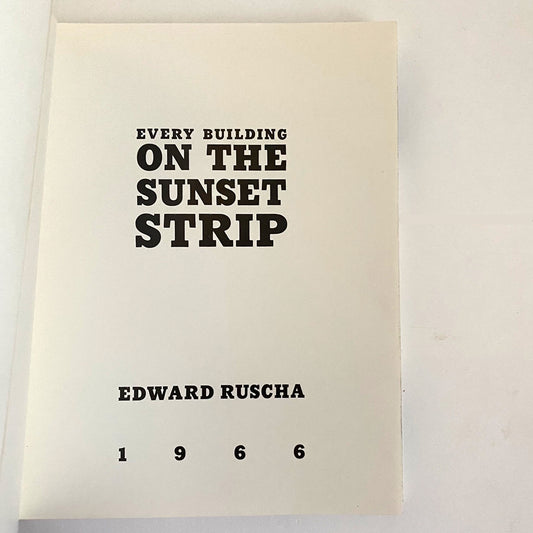 EVERY BUILDING
ON THE
SUNSET
STRIP
EDWARD RUSCHA
1 9 6 6